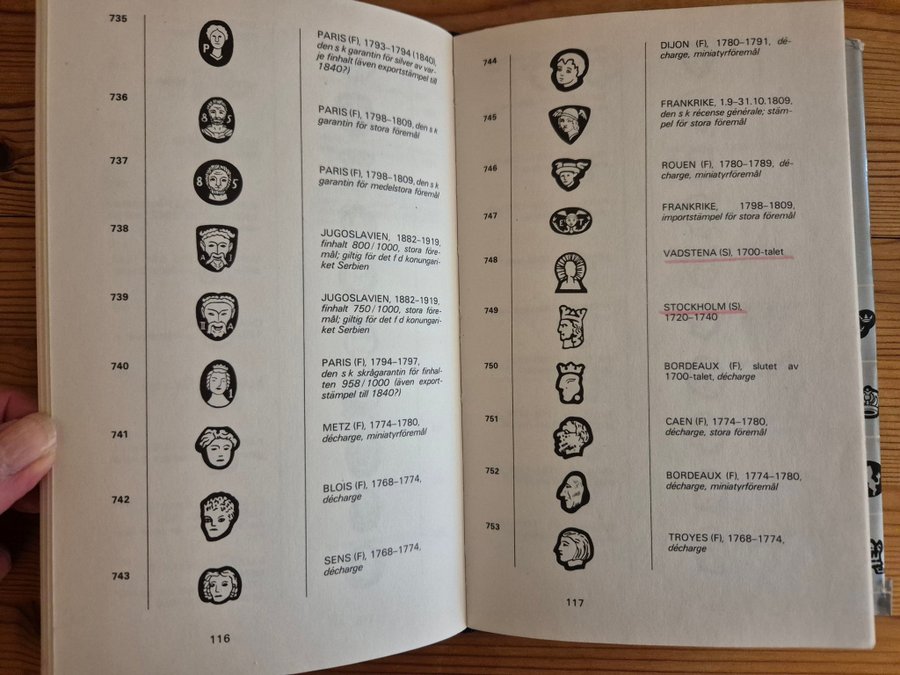 735
PARIS (F), 1793–1794 (1840),
den s k garantin för silver av var-
je finhalt (även exportstämpel till
1840?)
P
736
PARIS (F), 1798–1809, den s k
garantin för stora föremål
8 5
737
PARIS (F), 1798–1809, den s k
garantin för medelstora föremål
8 5
738
JUGOSLAVIEN, 1882–1919,
finhalt 800/1000, stora före-
mål; giltig för det f d konungari-
ket Serbien
A I
739
JUGOSLAVIEN, 1882–1919,
finhalt 750/1000, stora före-
mål; giltig för det f d konungari-
ket Serbien
II A
740
PARIS (F), 1794–1797,
den s k skrågarantin för finhal-
ten 958/1000 (även export-
stämpel till 1840?)
1
741
METZ (F), 1774–1780,
décharge, miniatyrföremål
742
BLOIS (F), 1768–1774,
décharge
743
SENS (F), 1768–1774,
décharge
116
744
DIJON (F), 1780–1791, dé-
charge, miniatyrföremål
745
FRANKRIKE, 1.9–31.10.1809,
den s k récense générale; stäm-
pel för stora föremål
746
ROUEN (F), 1780–1789, dé-
charge, miniatyrföremål
747
FRANKRIKE, 1798–1809,
importstämpel för stora föremål
E T
748
VADSTENA (S), 1700-talet
749
STOCKHOLM (S),
1720–1740
750
BORDEAUX (F), slutet av
1700-talet, décharge
751
CAEN (F), 1774–1780,
décharge, stora föremål
752
BORDEAUX (F), 1774–1780,
décharge, miniatyrföremål
753
TROYES (F), 1768–1774,
décharge
117